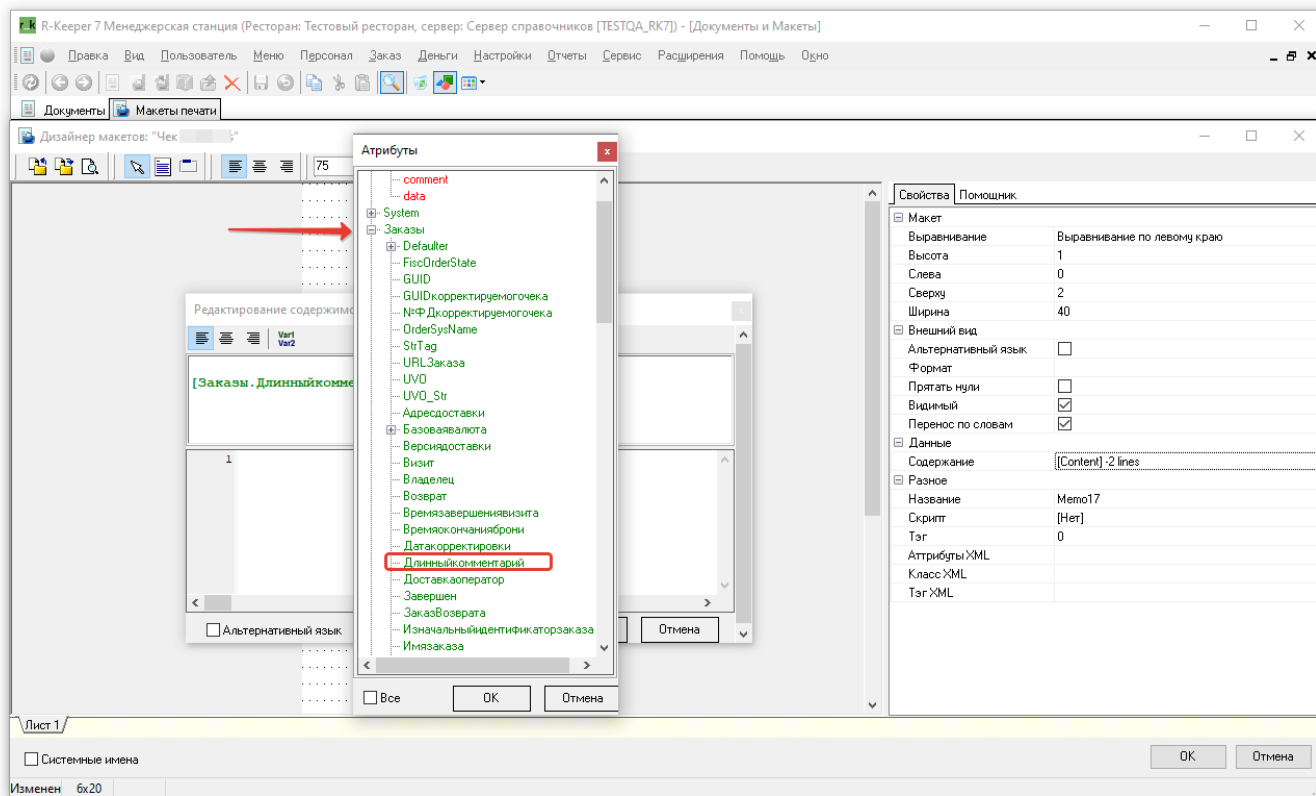 R-Keeper 7 Менеджерская станция (Ресторан: Тестовый ресторан, сервер: Сервер справочников [TESTQA_RK7]) - [Документы и Макеты]
Правка Вид Пользователь Меню Персонал Заказ Деньги Настройки Отчеты Сервис Расширения Помощь Окно
Документы Макеты печати
Дизайнер макетов: "Чек
75
Атрибуты
comment
data
System
Заказы
Defaulter
FiscOrderState
GUID
GUIDкорректируемогочека
№ФДкорректируемогочека
OrderSysName
StrTag
URLЗаказа
UVO
UVO_Str
Адресдоставки
Базоваявалюта
Версиядоставки
Визит
Владелец
Возврат
Времязавершениявизита
Времяокончанияброни
Датакорректировки
Длинныйкомментарий
Доставкаоператор
Завершен
ЗаказВозврата
Изначальныйидентификаторзаказа
Имязаказа
Все OK Отмена
Редактирование содержимо
Var1
Var2
[Заказы.Длинныйкомме
1
Альтернативный язык Отмена
Свойства Помощник
Макет
Выравнивание Выравнивание по левому краю
Высота 1
Слева 0
Сверху 2
Ширина 40
Внешний вид
Альтернативный язык
Формат
Прятать нули
Видимый
Перенос по словам
Данные
Содержание [Content] -2 lines
Разное
Название Memo17
Скрипт [Нет]
Тэг 0
Аттрибуты XML
Класс XML
Тэг XML
Лист 1
Системные имена OK Отмена
Изменен 6x20